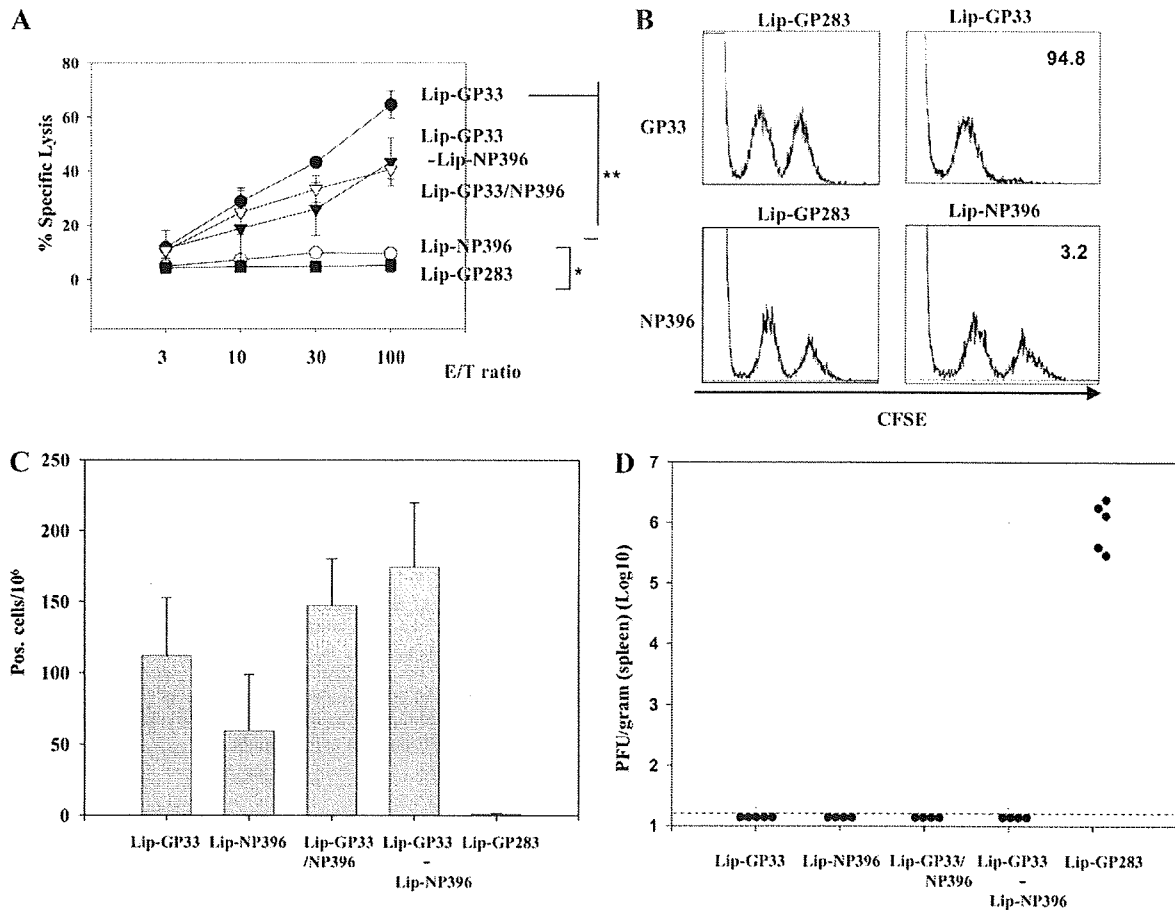 A
80
60
40
20
0
% Specific Lysis
3 10 30 100
E/T ratio
Lip-GP33
Lip-GP33
-Lip-NP396
Lip-GP33/NP396
Lip-NP396
Lip-GP283
**
*
B
Lip-GP283 Lip-GP33
GP33
94.8
Lip-GP283 Lip-NP396
NP396
3.2
CFSE
C
250
200
150
100
50
0
Pos. cells/10⁶
Lip-GP33 Lip-NP396 Lip-GP33 Lip-GP33 Lip-GP283
/NP396 -
Lip-NP396
D
7
6
5
4
3
2
1
PFU/gram (spleen) (Log10)
Lip-GP33 Lip-NP396 Lip-GP33/ Lip-GP33 Lip-GP283
NP396 -
Lip-NP396